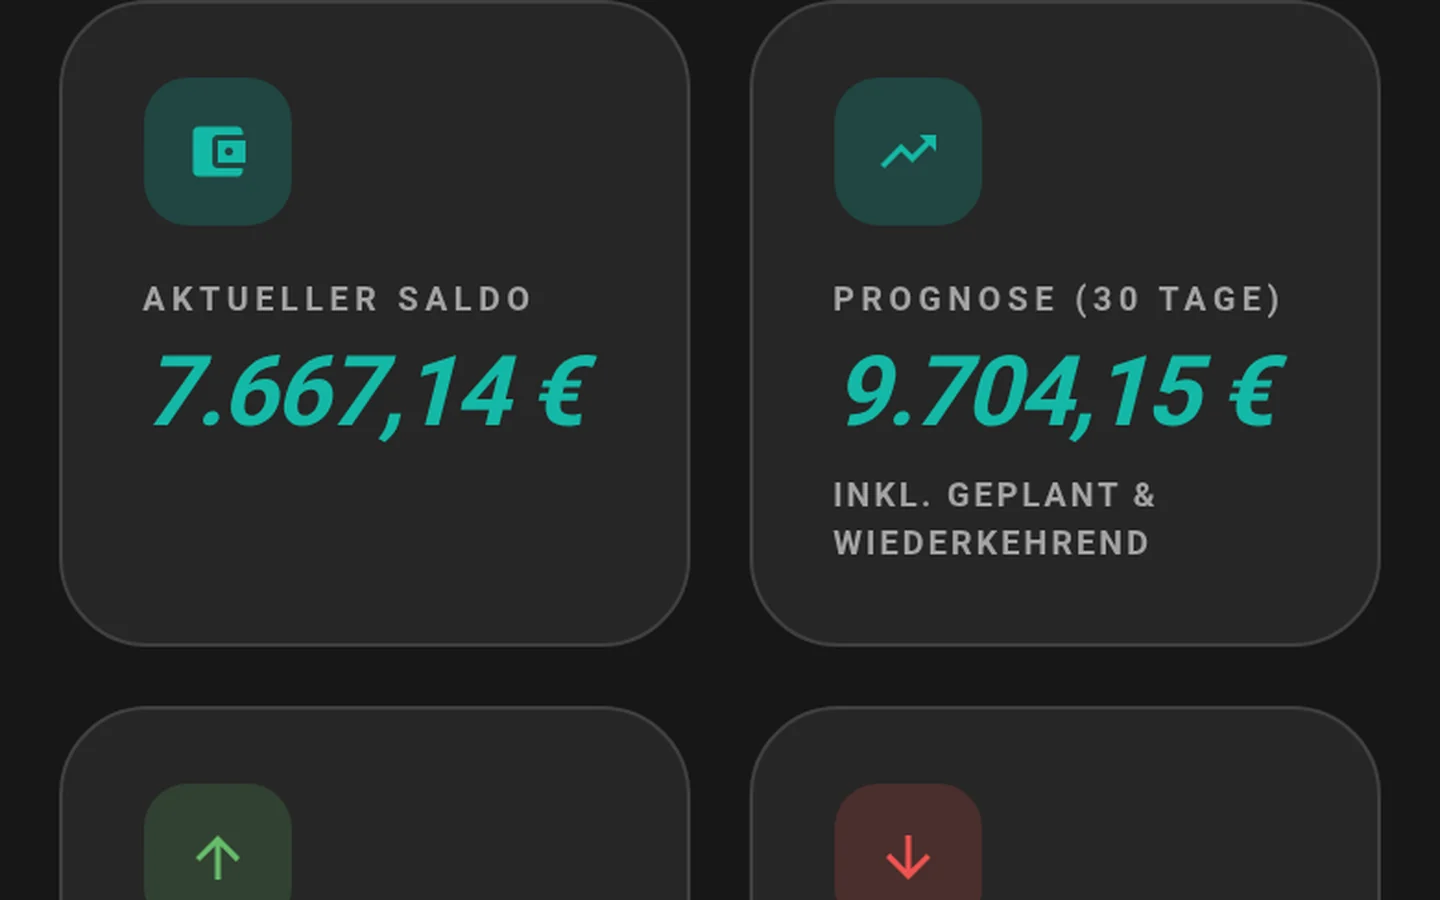 AKTUELLER SALDO
7.667,14 €
PROGNOSE (30 TAGE)
9.704,15 €
INKL. GEPLANT &
WIEDERKEHREND